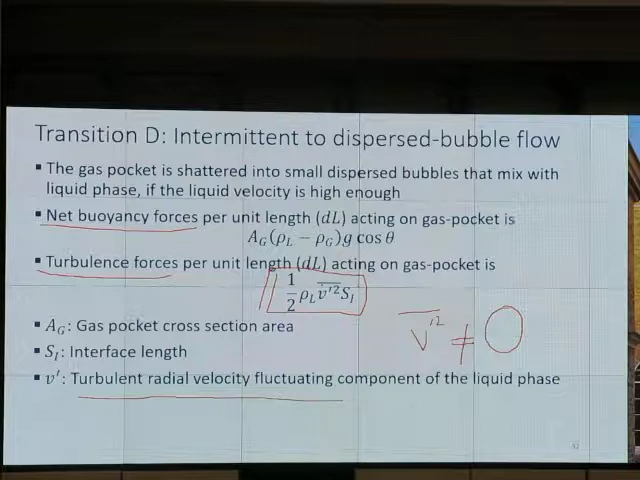 Transition D: Intermittent to dispersed-bubble flow
▪ The gas pocket is shattered into small dispersed bubbles that mix with
liquid phase, if the liquid velocity is high enough
▪ Net buoyancy forces per unit length (dL) acting on gas-pocket is
A_G(ρ_L − ρ_G)g cos θ
▪ Turbulence forces per unit length (dL) acting on gas-pocket is
1/2 ρ_L v′² S_I
▪ A_G: Gas pocket cross section area
▪ S_I: Interface length
v′² ≠ 0
▪ v′: Turbulent radial velocity fluctuating component of the liquid phase